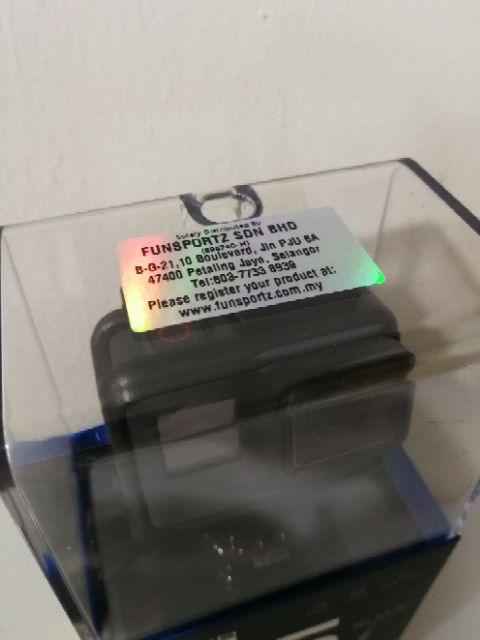 Solely Distributed by
FUNSPORTZ SDN BHD
B-G-21,10 Boulevard, Jln PJU 6A
47400 Petaling Jaya, Selangor
Tel:603-7733 8939
Please register your product at:
www.funsportz.com.my